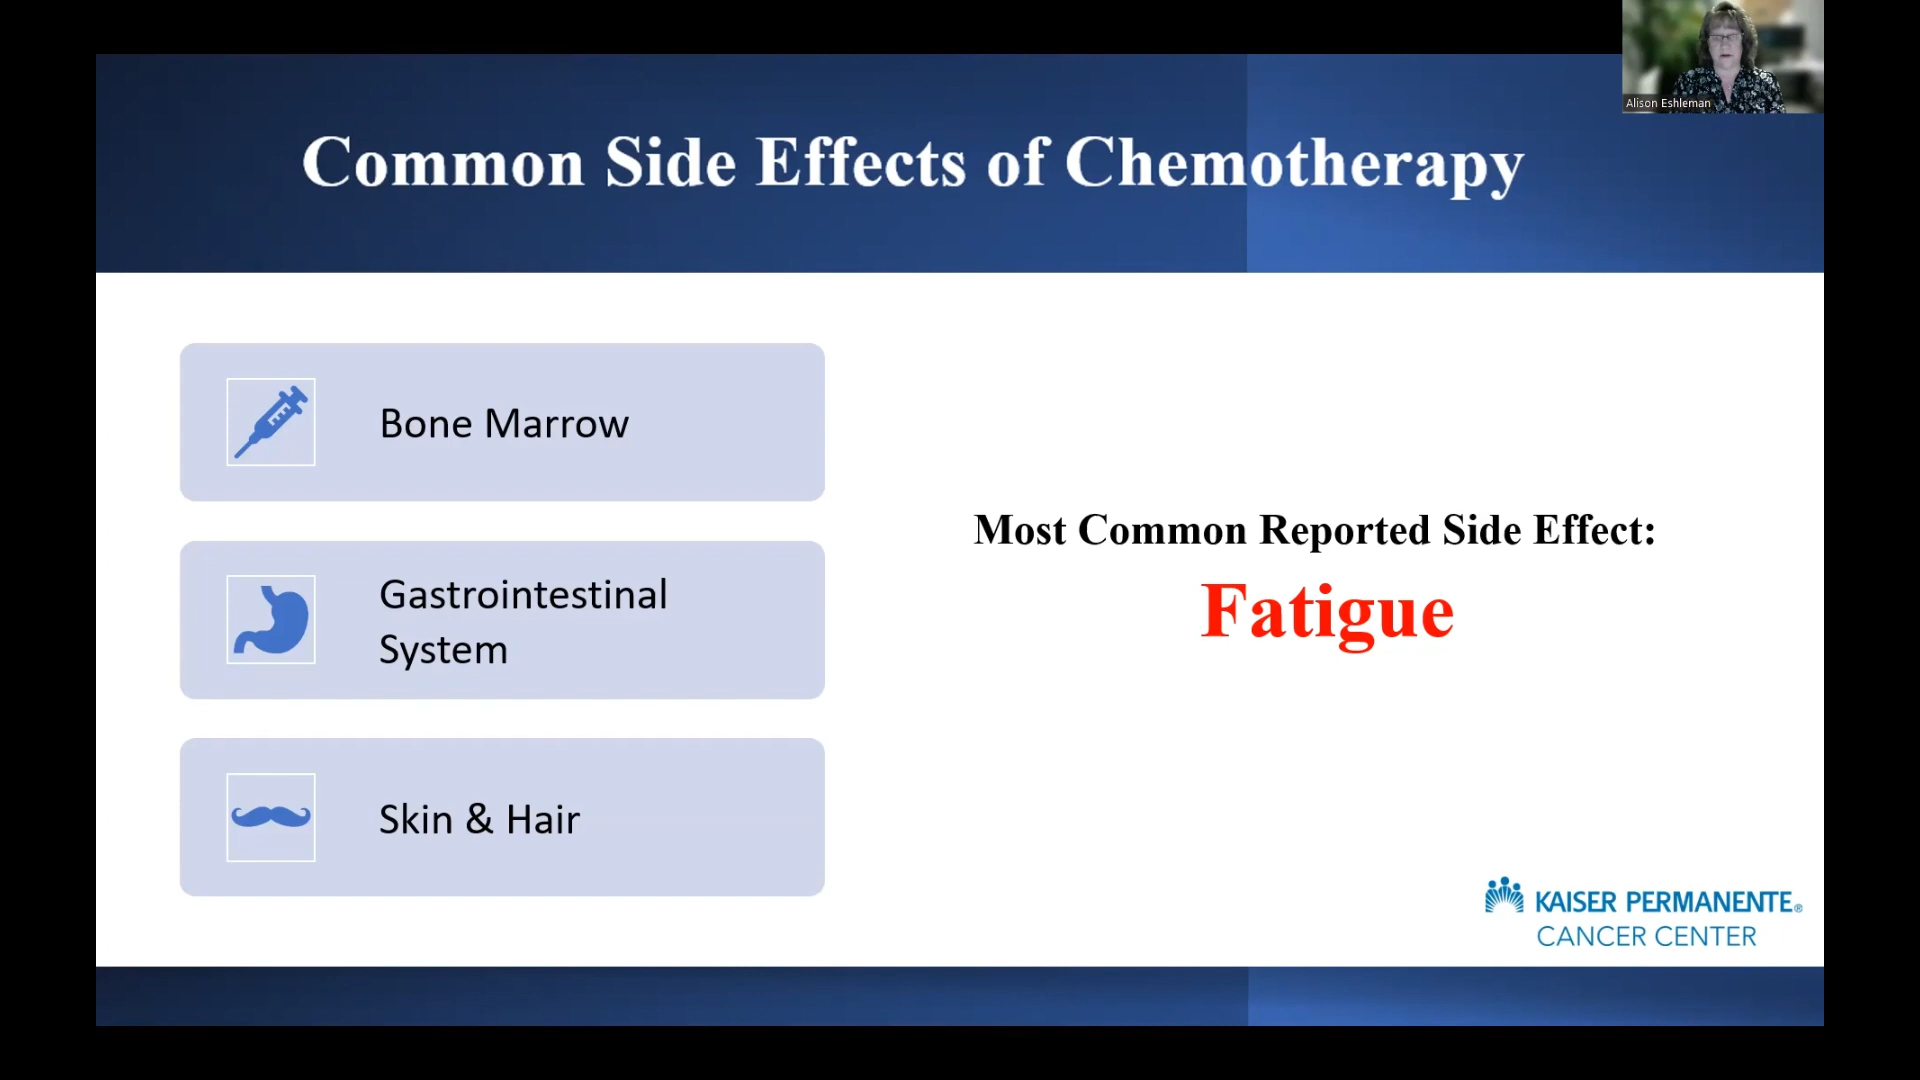 Alison Eshleman
Common Side Effects of Chemotherapy
Bone Marrow
Gastrointestinal
System
Skin & Hair
Most Common Reported Side Effect:
Fatigue
KAISER PERMANENTE®
CANCER CENTER